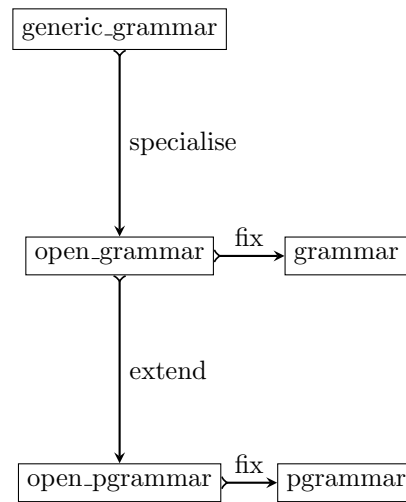 generic_grammar
specialise
open_grammar
fix
grammar
extend
open_pgrammar
fix
pgrammar